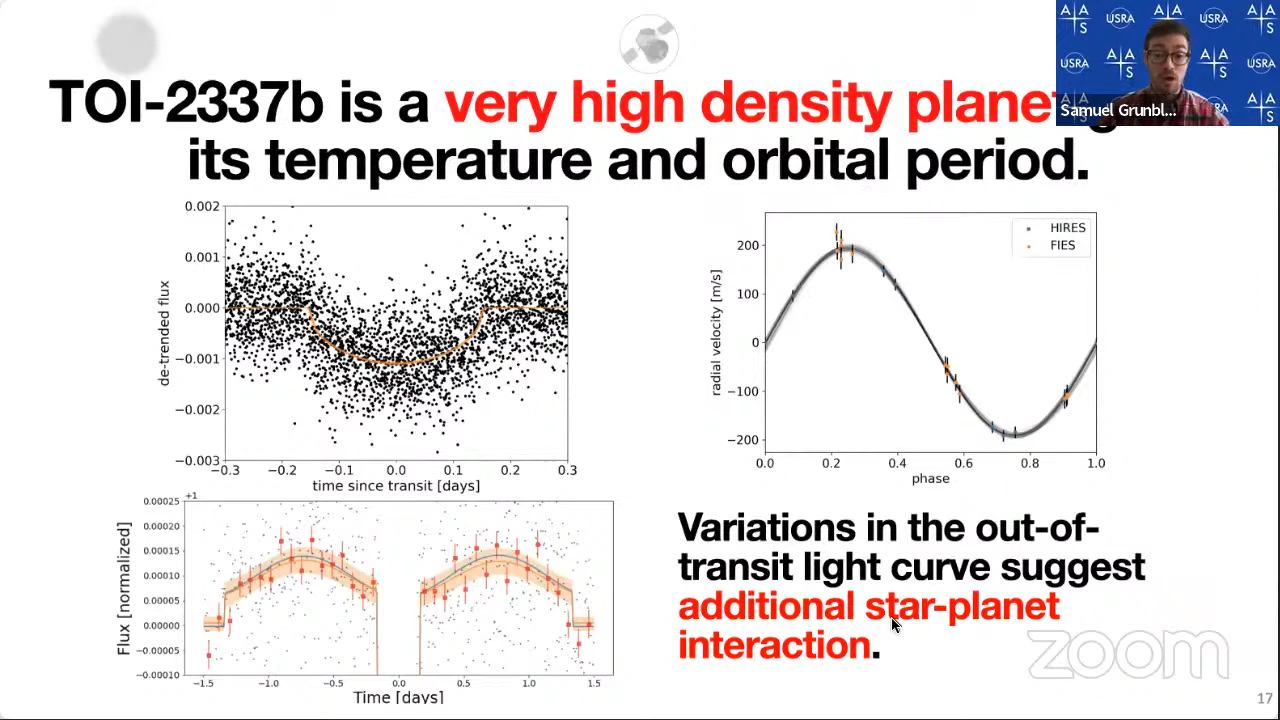 TOI-2337b is a very high density planet
its temperature and orbital period.
A
A
S
USRA
A
A
S
USRA
A
A
S
USRA
A
A
S
A
A
S
USRA
A
S
Samuel Grunbl...
0.002
0.001
0.000
−0.001
−0.002
−0.003
de-trended flux
−0.3 −0.2 −0.1 0.0 0.1 0.2 0.3
time since transit [days]
HIRES
FIES
200
100
0
−100
−200
radial velocity [m/s]
0.0 0.2 0.4 0.6 0.8 1.0
phase
+1
0.00025
0.00020
0.00015
0.00010
0.00005
0.00000
−0.00005
−0.00010
Flux [normalized]
−1.5 −1.0 −0.5 0.0 0.5 1.0 1.5
Time [days]
Variations in the out-of-
transit light curve suggest
additional star-planet
interaction.
zoom
17